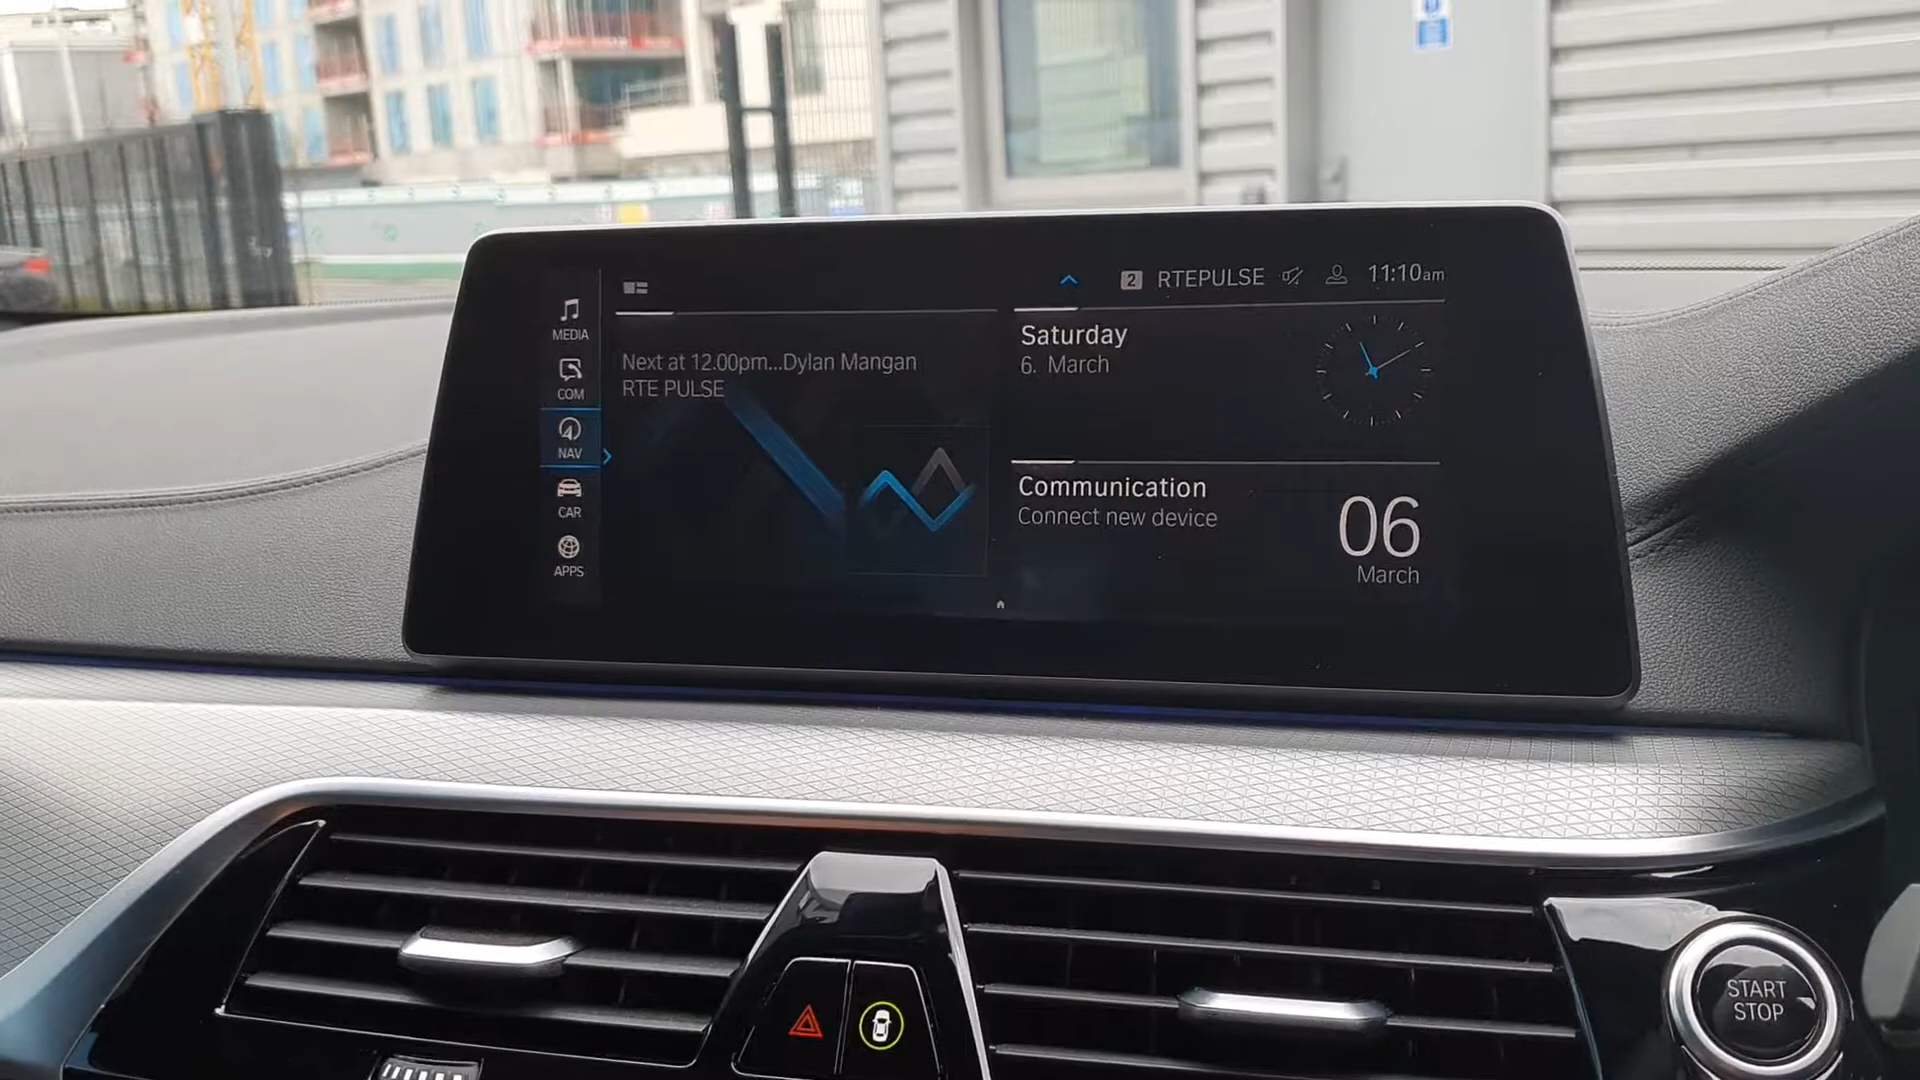 2 RTEPULSE 11:10am
MEDIA
COM
NAV
CAR
APPS
Next at 12.00pm...Dylan Mangan
RTE PULSE
Saturday
6. March
Communication
Connect new device
06
March
START
STOP